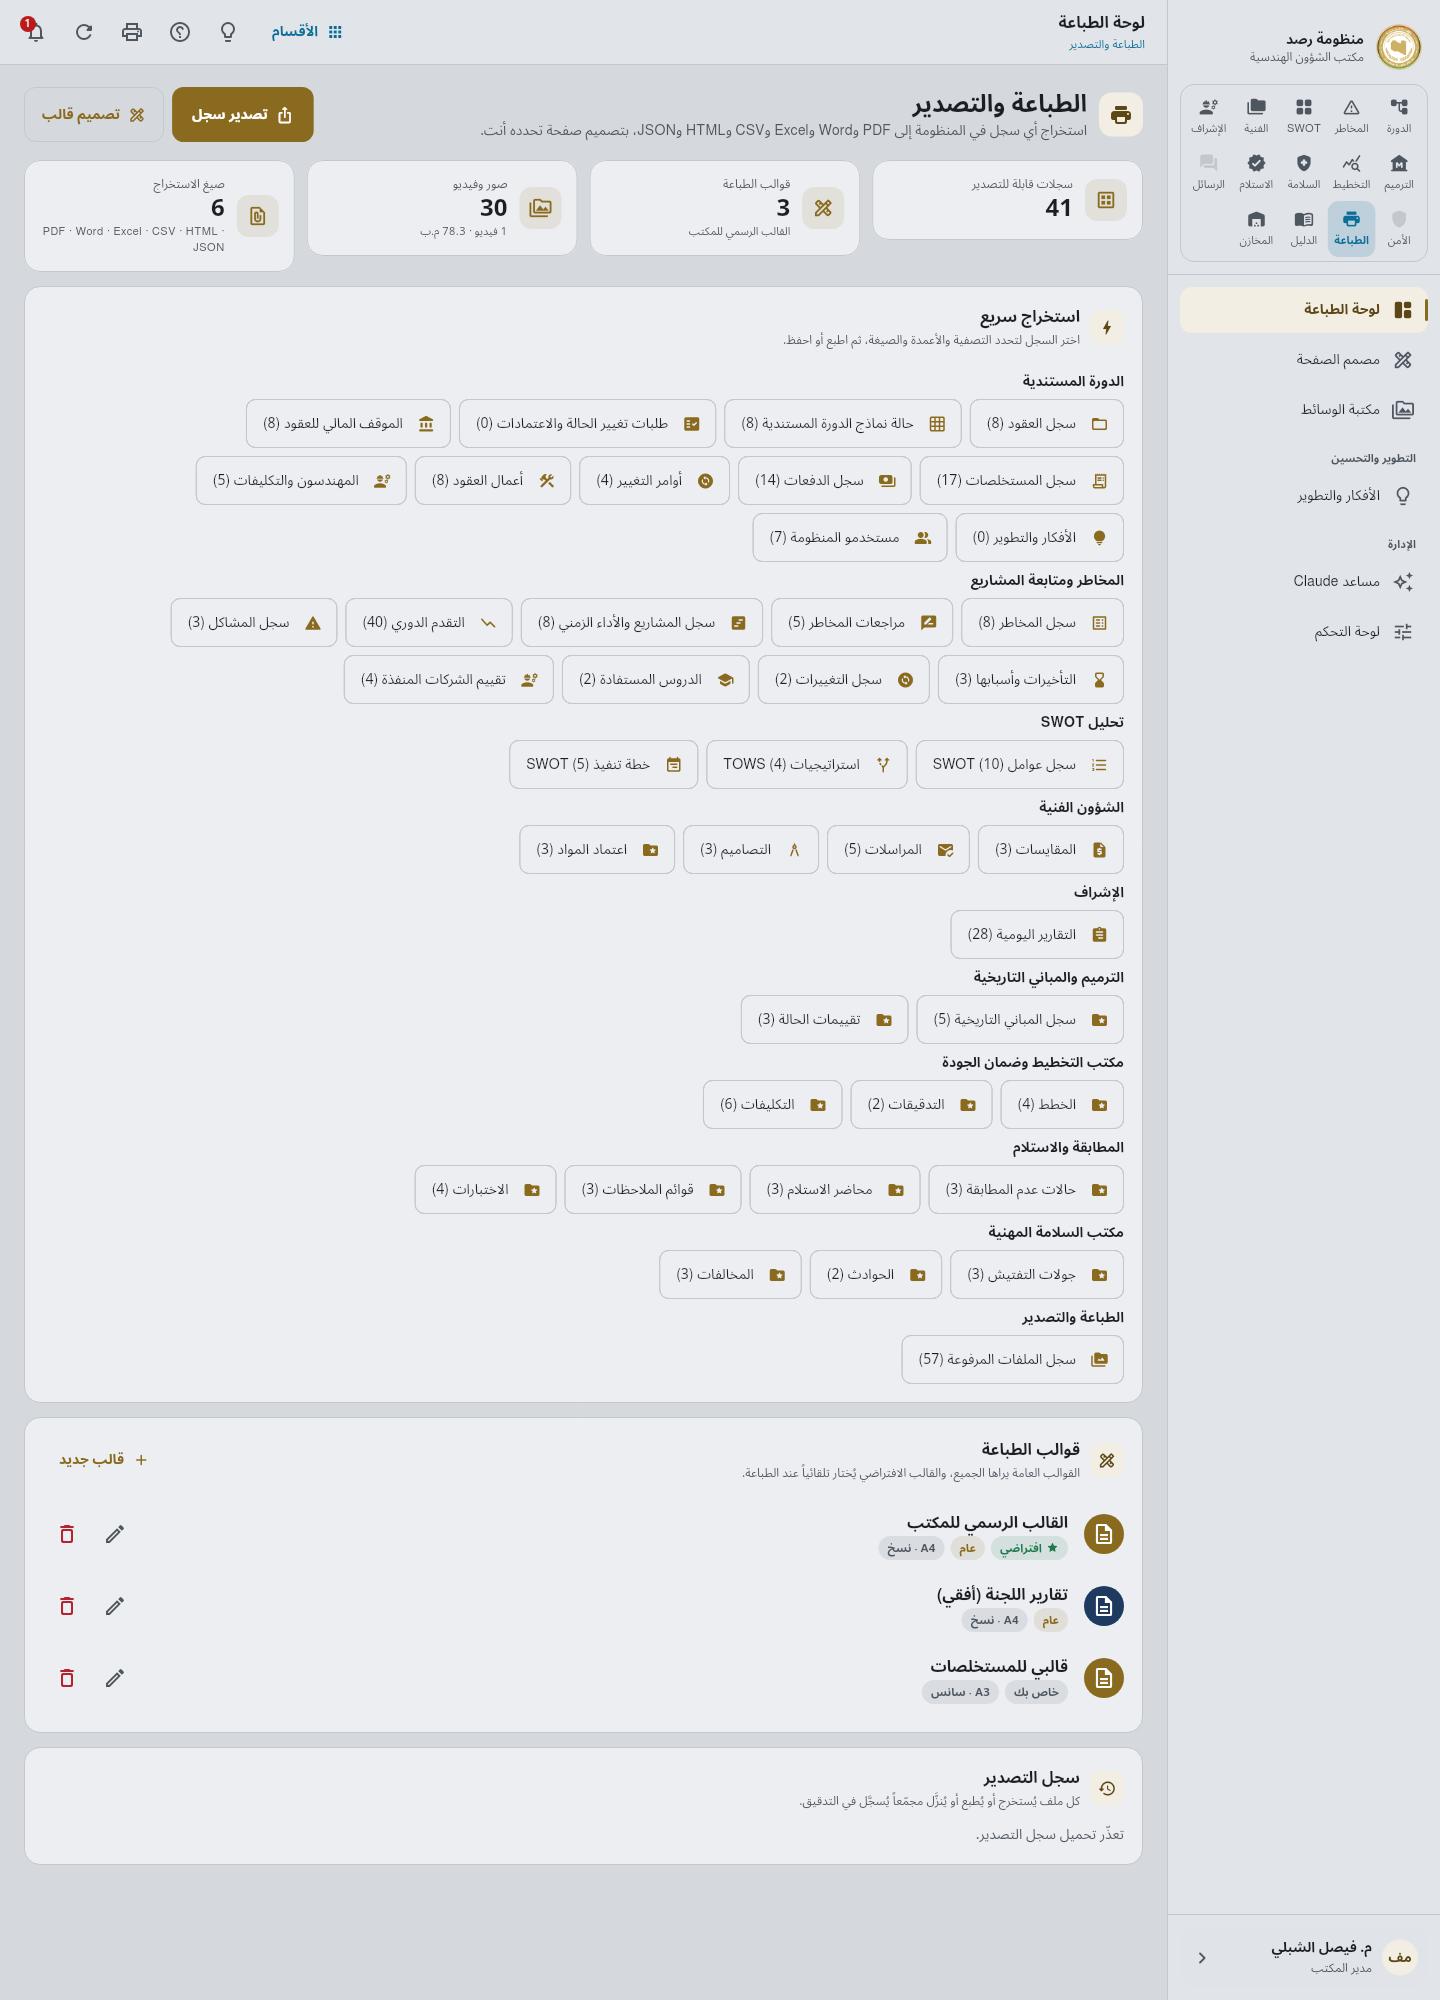 منظومة رصد
مكتب الشؤون الهندسية
الدورة
المخاطر
SWOT
الفنية
الإشراف
الترميم
التخطيط
السلامة
الاستلام
الرسائل
الأمن
الطباعة
الدليل
المخازن
لوحة الطباعة
مصمم الصفحة
مكتبة الوسائط
التطوير والتحسين
الأفكار والتطوير
الإدارة
مساعد Claude
لوحة التحكم
م. فيصل الشبلي
مدير المكتب
مف
لوحة الطباعة
الطباعة والتصدير
الأقسام
1
الطباعة والتصدير
استخراج أي سجل في المنظومة إلى PDF وWord وExcel وCSV وHTML وJSON، بتصميم صفحة تحدده أنت.
تصدير سجل
تصميم قالب
سجلات قابلة للتصدير
41
قوالب الطباعة
3
القالب الرسمي للمكتب
صور وفيديو
30
1 فيديو · 78.3 م.ب
صيغ الاستخراج
6
PDF · Word · Excel · CSV · HTML · JSON
استخراج سريع
اختر السجل لتحدد التصفية والأعمدة والصيغة، ثم اطبع أو احفظ.
الدورة المستندية
سجل العقود (8)
حالة نماذج الدورة المستندية (8)
طلبات تغيير الحالة والاعتمادات (0)
الموقف المالي للعقود (8)
سجل المستخلصات (17)
سجل الدفعات (14)
أوامر التغيير (4)
أعمال العقود (8)
المهندسون والتكليفات (5)
الأفكار والتطوير (0)
مستخدمو المنظومة (7)
المخاطر ومتابعة المشاريع
سجل المخاطر (8)
مراجعات المخاطر (5)
سجل المشاريع والأداء الزمني (8)
التقدم الدوري (40)
سجل المشاكل (3)
التأخيرات وأسبابها (3)
سجل التغييرات (2)
الدروس المستفادة (2)
تقييم الشركات المنفذة (4)
تحليل SWOT
سجل عوامل SWOT (10)
استراتيجيات TOWS (4)
خطة تنفيذ SWOT (5)
الشؤون الفنية
المقايسات (3)
المراسلات (5)
التصاميم (3)
اعتماد المواد (3)
الإشراف
التقارير اليومية (28)
الترميم والمباني التاريخية
سجل المباني التاريخية (5)
تقييمات الحالة (3)
مكتب التخطيط وضمان الجودة
الخطط (4)
التدقيقات (2)
التكليفات (6)
المطابقة والاستلام
حالات عدم المطابقة (3)
محاضر الاستلام (3)
قوائم الملاحظات (3)
الاختبارات (4)
مكتب السلامة المهنية
جولات التفتيش (3)
الحوادث (2)
المخالفات (3)
الطباعة والتصدير
سجل الملفات المرفوعة (57)
قوالب الطباعة
القوالب العامة يراها الجميع، والقالب الافتراضي يُختار تلقائياً عند الطباعة.
قالب جديد
القالب الرسمي للمكتب
افتراضي
عام
A4 · نسخ
تقارير اللجنة (أفقي)
عام
A4 · نسخ
قالبي للمستخلصات
خاص بك
A3 · سانس
سجل التصدير
كل ملف يُستخرج أو يُطبع أو يُنزَّل مجمّعاً يُسجَّل في التدقيق.
تعذّر تحميل سجل التصدير.